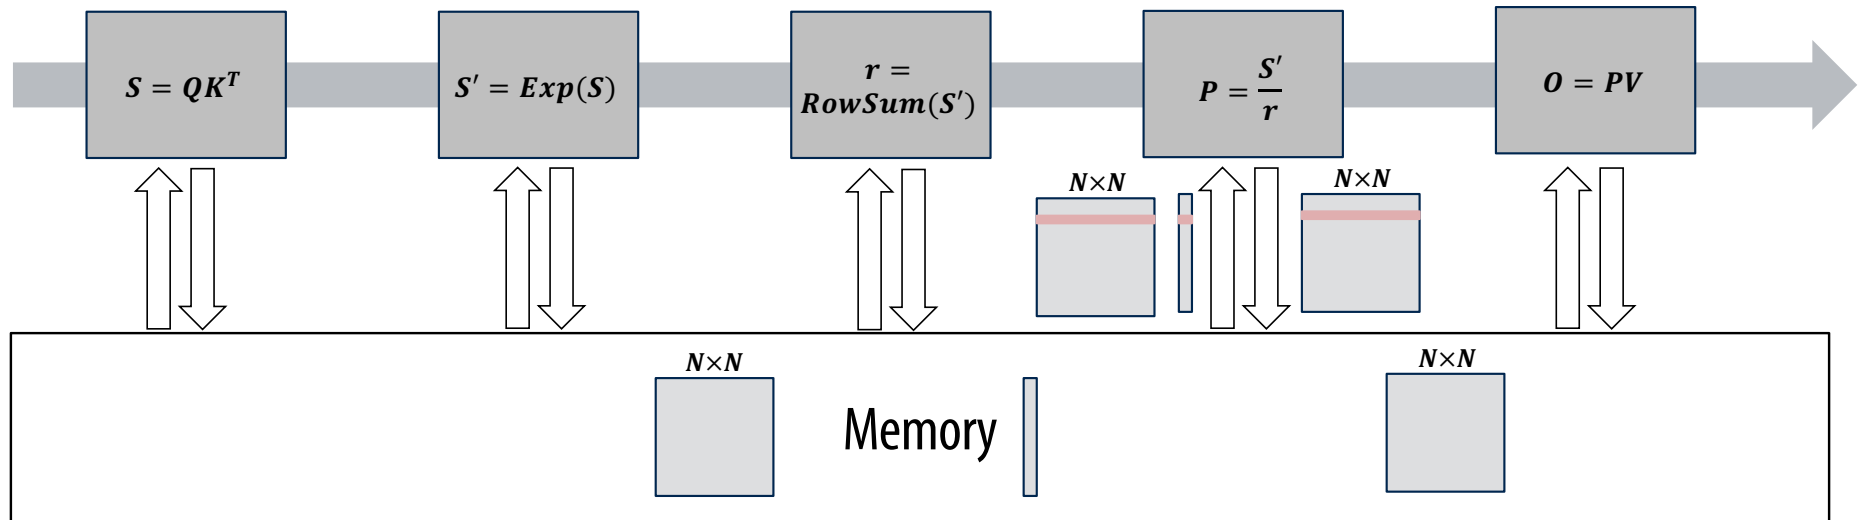 S = QK^T
S′ = Exp(S)
r =
RowSum(S′)
P = S′/r
O = PV
N×N
N×N
N×N
N×N
Memory